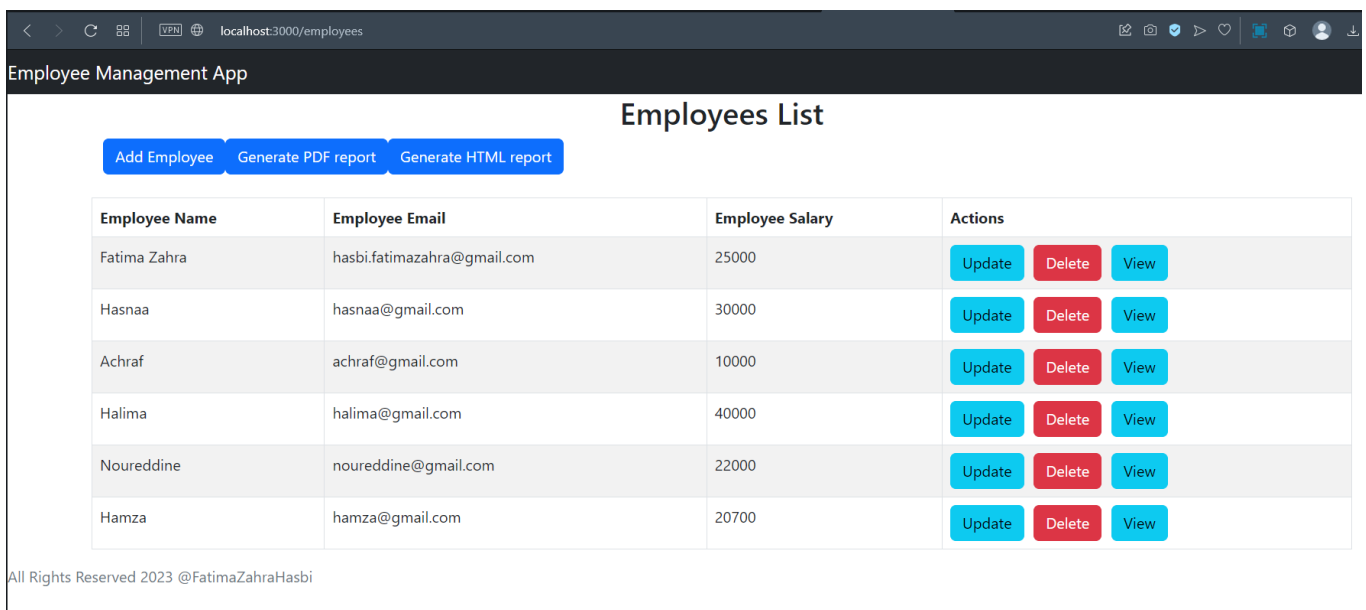 VPN localhost:3000/employees
Employee Management App
Employees List
Add Employee Generate PDF report Generate HTML report
Employee Name Employee Email Employee Salary Actions
Fatima Zahra hasbi.fatimazahra@gmail.com 25000 Update Delete View
Hasnaa hasnaa@gmail.com 30000 Update Delete View
Achraf achraf@gmail.com 10000 Update Delete View
Halima halima@gmail.com 40000 Update Delete View
Noureddine noureddine@gmail.com 22000 Update Delete View
Hamza hamza@gmail.com 20700 Update Delete View
All Rights Reserved 2023 @FatimaZahraHasbi